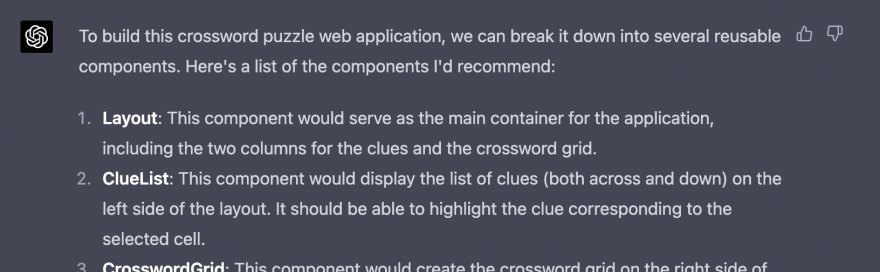 To build this crossword puzzle web application, we can break it down into several reusable
components. Here's a list of the components I'd recommend:
1. Layout: This component would serve as the main container for the application,
including the two columns for the clues and the crossword grid.
2. ClueList: This component would display the list of clues (both across and down) on the
left side of the layout. It should be able to highlight the clue corresponding to the
selected cell.
3. CrosswordGrid: This component would create the crossword grid on the right side of